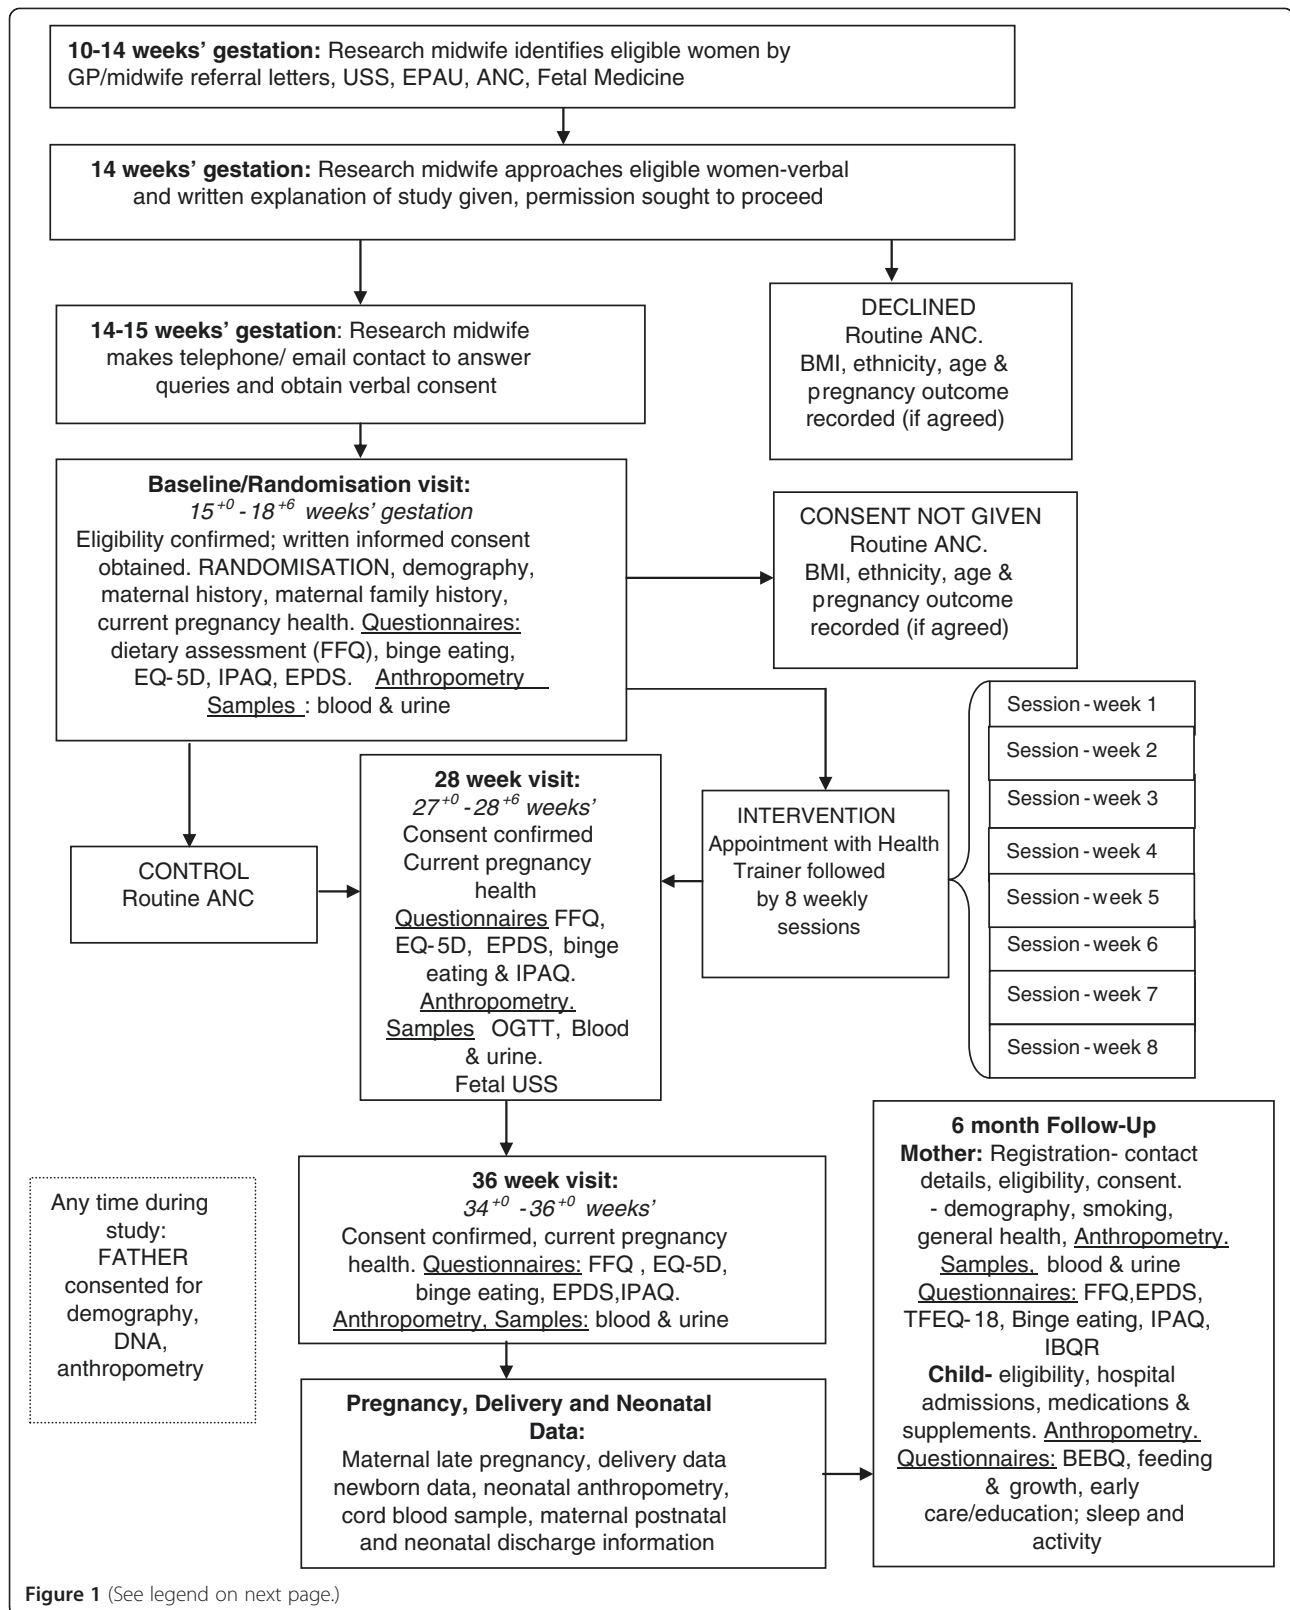 10-14 weeks' gestation: Research midwife identifies eligible women by
GP/midwife referral letters, USS, EPAU, ANC, Fetal Medicine
14 weeks' gestation: Research midwife approaches eligible women-verbal
and written explanation of study given, permission sought to proceed
14-15 weeks' gestation: Research midwife
makes telephone/ email contact to answer
queries and obtain verbal consent
DECLINED
Routine ANC.
BMI, ethnicity, age &
pregnancy outcome
recorded (if agreed)
Baseline/Randomisation visit:
15+0 - 18+6 weeks' gestation
Eligibility confirmed; written informed consent
obtained. RANDOMISATION, demography,
maternal history, maternal family history,
current pregnancy health. Questionnaires:
dietary assessment (FFQ), binge eating,
EQ-5D, IPAQ, EPDS. Anthropometry
Samples : blood & urine
CONSENT NOT GIVEN
Routine ANC.
BMI, ethnicity, age &
pregnancy outcome
recorded (if agreed)
CONTROL
Routine ANC
28 week visit:
27+0 -28+6 weeks'
Consent confirmed
Current pregnancy
health
Questionnaires FFQ,
EQ-5D, EPDS, binge
eating & IPAQ.
Anthropometry.
Samples OGTT, Blood
& urine.
Fetal USS
INTERVENTION
Appointment with Health
Trainer followed
by 8 weekly
sessions
Session - week 1
Session - week 2
Session - week 3
Session - week 4
Session - week 5
Session - week 6
Session - week 7
Session - week 8
Any time during
study:
FATHER
consented for
demography,
DNA,
anthropometry
36 week visit:
34+0 -36+0 weeks'
Consent confirmed, current pregnancy
health. Questionnaires: FFQ , EQ-5D,
binge eating, EPDS,IPAQ.
Anthropometry, Samples: blood & urine
Pregnancy, Delivery and Neonatal
Data:
Maternal late pregnancy, delivery data
newborn data, neonatal anthropometry,
cord blood sample, maternal postnatal
and neonatal discharge information
6 month Follow-Up
Mother: Registration- contact
details, eligibility, consent.
- demography, smoking,
general health, Anthropometry.
Samples, blood & urine
Questionnaires: FFQ,EPDS,
TFEQ-18, Binge eating, IPAQ,
IBQR
Child- eligibility, hospital
admissions, medications &
supplements. Anthropometry.
Questionnaires: BEBQ, feeding
& growth, early
care/education; sleep and
activity
Figure 1 (See legend on next page.)